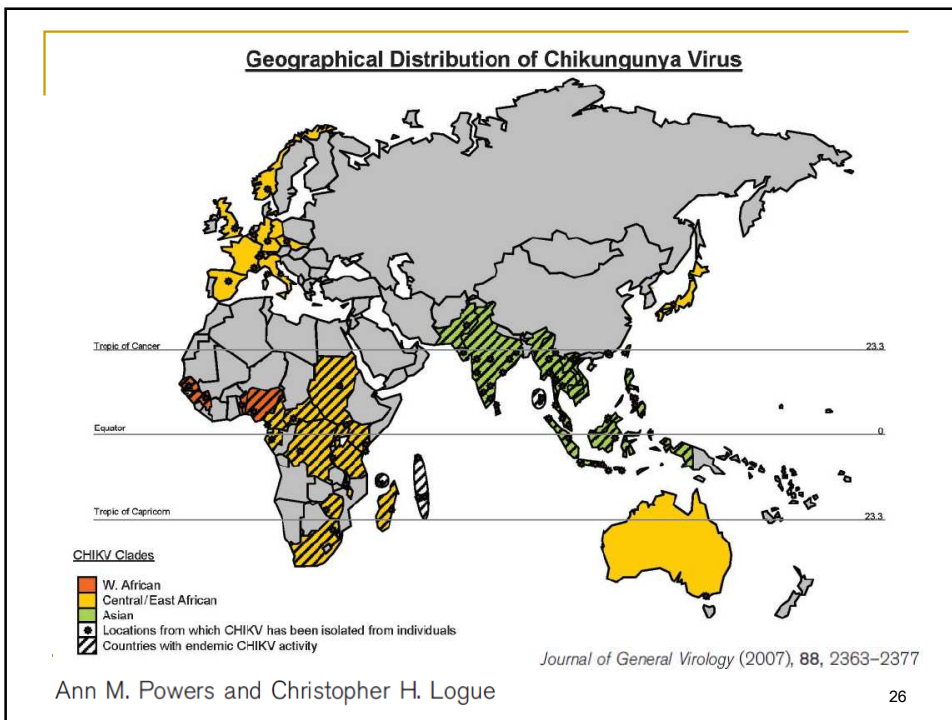 Geographical Distribution of Chikungunya Virus
Tropic of Cancer 23.3
Equator 0
Tropic of Capricorn 23.3
CHIKV Clades
W. African
Central/East African
Asian
Locations from which CHIKV has been isolated from individuals
Countries with endemic CHIKV activity
Journal of General Virology (2007), 88, 2363–2377
Ann M. Powers and Christopher H. Logue
26